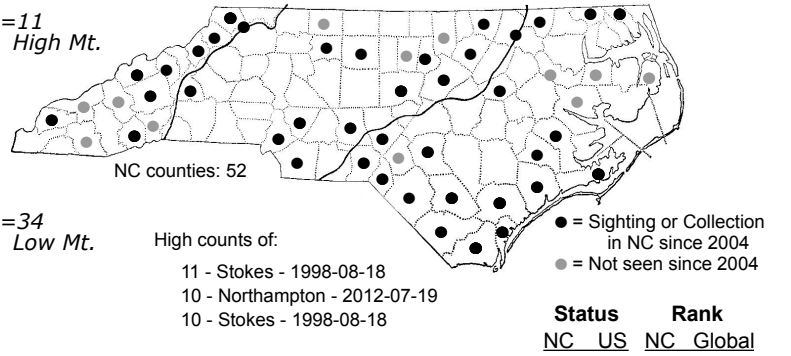 =11
High Mt.
NC counties: 52
=34
Low Mt.
High counts of:
11 - Stokes - 1998-08-18
10 - Northampton - 2012-07-19
10 - Stokes - 1998-08-18
= Sighting or Collection
in NC since 2004
= Not seen since 2004
Status Rank
NC US NC Global